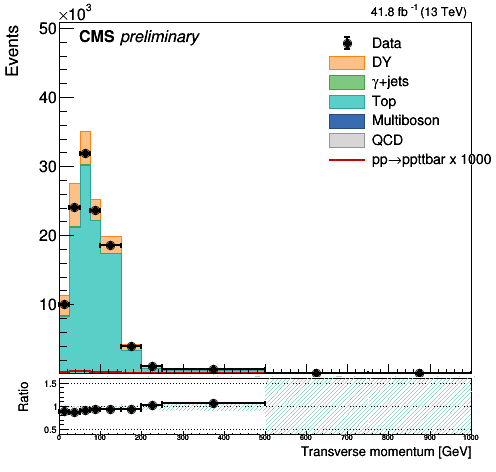 ×10³
41.8 fb⁻¹ (13 TeV)
CMS preliminary
Events
50
40
30
20
10
Data
DY
γ+jets
Top
Multiboson
QCD
pp→ppttbar x 1000
Ratio
1.5
1
0.5
0 100 200 300 400 500 600 700 800 900 1000
Transverse momentum [GeV]